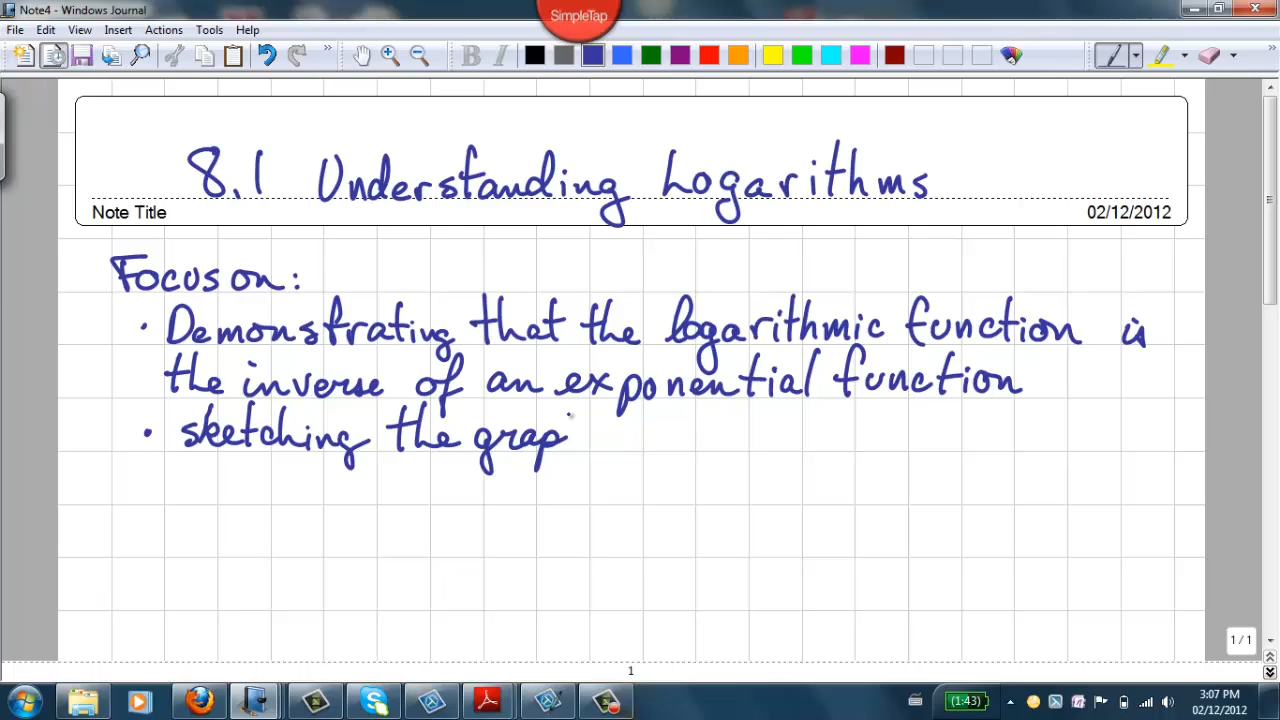 Note4 - Windows Journal
SimpleTap
File Edit View Insert Actions Tools Help
8.1 Understanding Logarithms
Note Title 02/12/2012
Focus on:
· Demonstrating that the logarithmic function is
the inverse of an exponential function
· sketching the grap
1 / 1
1
(1:43) 3:07 PM
02/12/2012